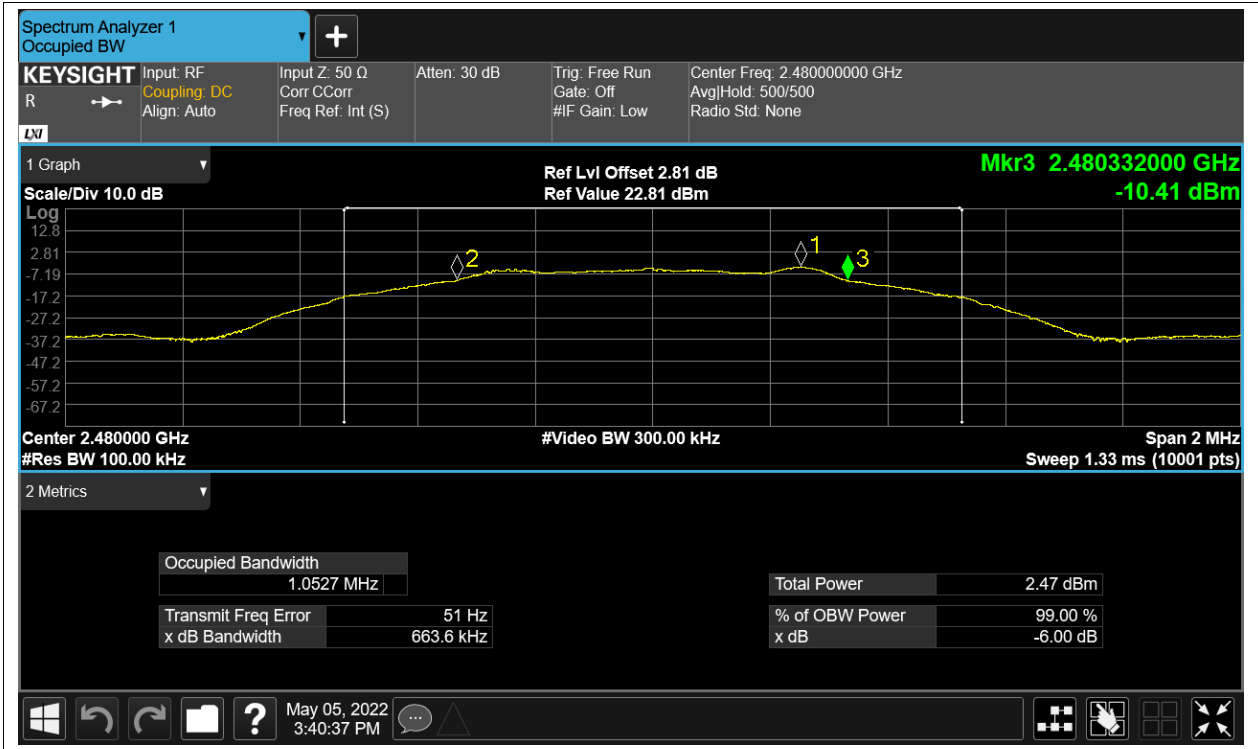 Spectrum Analyzer 1
Occupied BW
▼
+
KEYSIGHT
R
LXI
Input: RF
Coupling: DC
Align: Auto
Input Z: 50 Ω
Corr CCorr
Freq Ref: Int (S)
Atten: 30 dB
Trig: Free Run
Gate: Off
#IF Gain: Low
Center Freq: 2.480000000 GHz
Avg|Hold: 500/500
Radio Std: None
1 Graph ▼
Scale/Div 10.0 dB
Ref Lvl Offset 2.81 dB
Ref Value 22.81 dBm
Mkr3 2.480332000 GHz
-10.41 dBm
Log
12.8
2.81
-7.19
-17.2
-27.2
-37.2
-47.2
-57.2
-67.2
2
1
3
Center 2.480000 GHz
#Res BW 100.00 kHz
#Video BW 300.00 kHz
Span 2 MHz
Sweep 1.33 ms (10001 pts)
2 Metrics ▼
Occupied Bandwidth
1.0527 MHz
Transmit Freq Error 51 Hz
x dB Bandwidth 663.6 kHz
Total Power 2.47 dBm
% of OBW Power 99.00 %
x dB -6.00 dB
?
May 05, 2022
3:40:37 PM